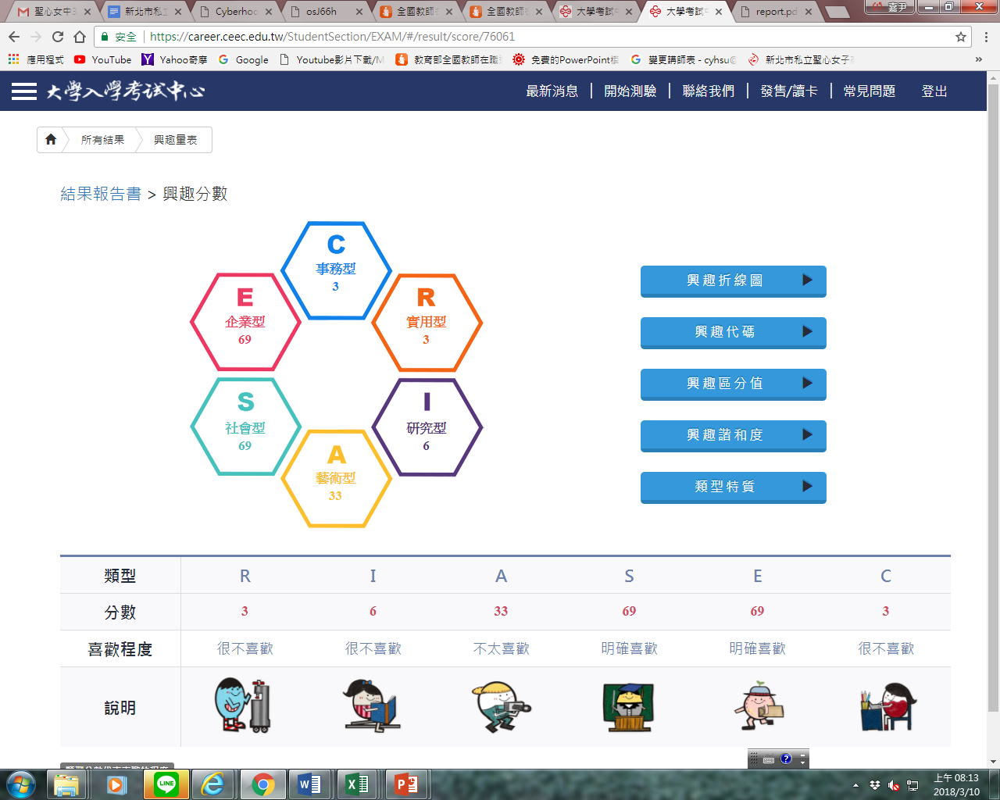 聖心女中3
新北市私立
Cyberhoo
osJ66h
全國教師在
全國教師在
大學考試中
大學考試中
report.pd
嘉尹
安全 https://career.ceec.edu.tw/StudentSection/EXAM/#/result/score/76061
應用程式 YouTube Yahoo奇摩 Google Youtube影片下載/M 教育部全國教師在職 免費的PowerPoint模 變更講師表 - cyhsu@ 新北市私立聖心女子高
大學入學考試中心
最新消息 開始測驗 聯絡我們 發售/讀卡 常見問題 登出
所有結果 興趣量表
結果報告書 > 興趣分數
C
事務型
3
E
企業型
69
R
實用型
3
S
社會型
69
I
研究型
6
A
藝術型
33
興趣折線圖
興趣代碼
興趣區分值
興趣諧和度
類型特質
類型 R I A S E C
分數 3 6 33 69 69 3
喜歡程度 很不喜歡 很不喜歡 不太喜歡 明確喜歡 明確喜歡 很不喜歡
說明
LINE
上午 08:13
2018/3/10